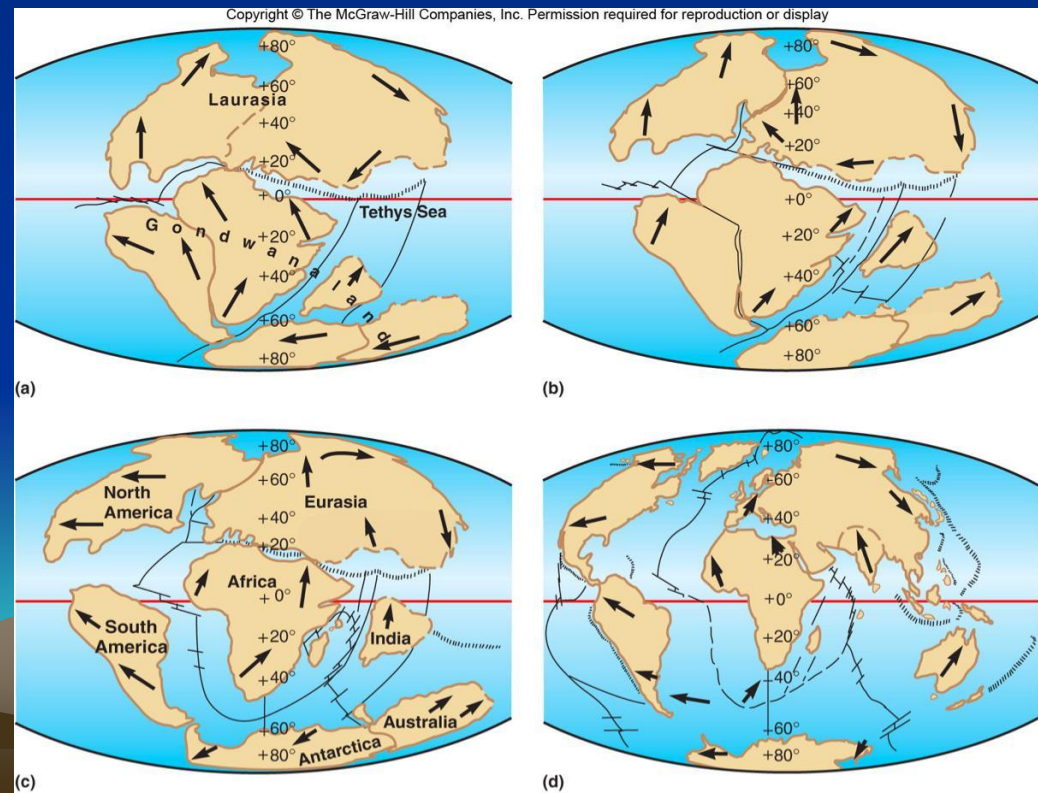 Copyright © The McGraw-Hill Companies, Inc. Permission required for reproduction or display
+80°
+60°
Laurasia
+40°
+20°
+0°
Tethys Sea
Gondwanaland
+20°
+40°
+60°
+80°
(a)
+80°
+60°
+40°
+20°
+0°
+20°
+40°
+60°
+80°
(b)
+80°
North
America
+60°
Eurasia
+40°
+20°
Africa
+0°
South
America
India
+20°
+40°
+60°
Australia
Antarctica
+80°
(c)
+80°
+60°
+40°
+20°
+0°
+20°
+40°
+60°
+80°
(d)